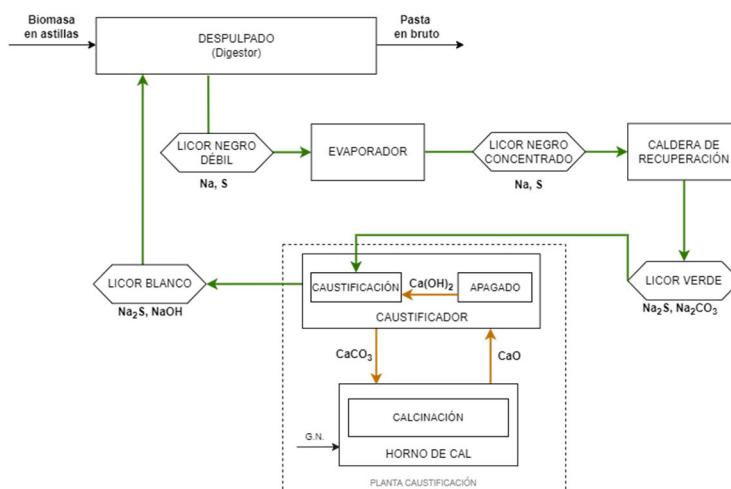 Biomasa
en astillas
DESPULPADO
(Digestor)
Pasta
en bruto
LICOR NEGRO
DÉBIL
Na, S
EVAPORADOR
LICOR NEGRO
CONCENTRADO
Na, S
CALDERA DE
RECUPERACIÓN
LICOR BLANCO
Na₂S, NaOH
CAUSTIFICACIÓN
Ca(OH)₂
APAGADO
CAUSTIFICADOR
LICOR VERDE
Na₂S, Na₂CO₃
CaCO₃
CaO
CALCINACIÓN
G.N.
HORNO DE CAL
PLANTA CAUSTIFICACIÓN